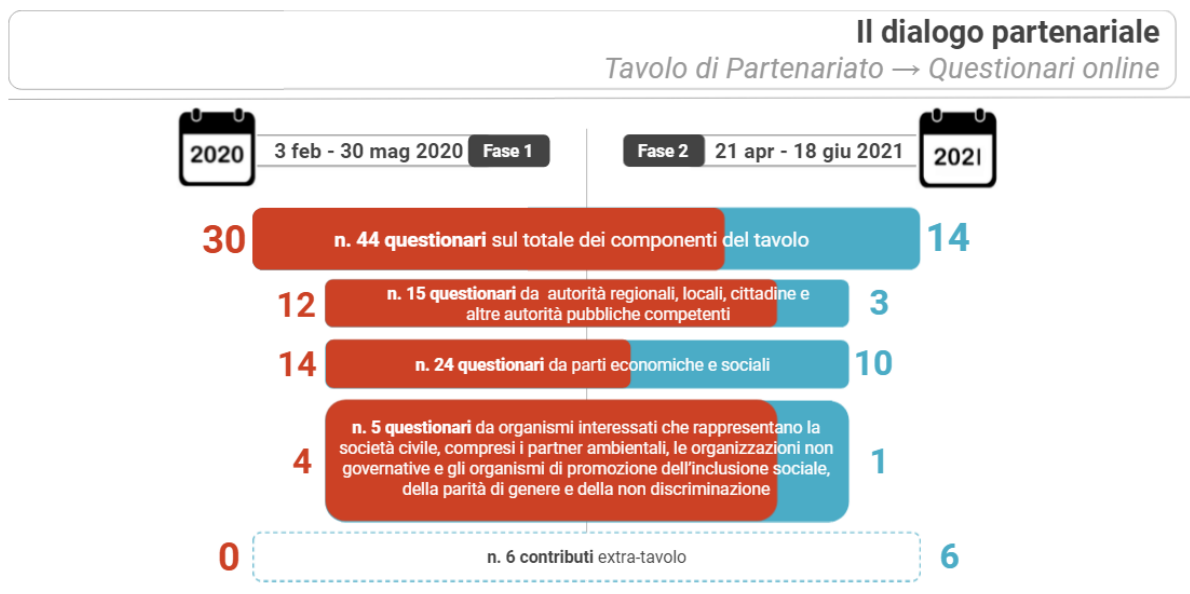 Il dialogo partenariale
Tavolo di Partenariato → Questionari online
2020
3 feb - 30 mag 2020
Fase 1
Fase 2
21 apr - 18 giu 2021
2021
30
n. 44 questionari sul totale dei componenti del tavolo
14
12
n. 15 questionari da autorità regionali, locali, cittadine e
altre autorità pubbliche competenti
3
14
n. 24 questionari da parti economiche e sociali
10
4
n. 5 questionari da organismi interessati che rappresentano la
società civile, compresi i partner ambientali, le organizzazioni non
governative e gli organismi di promozione dell'inclusione sociale,
della parità di genere e della non discriminazione
1
0
n. 6 contributi extra-tavolo
6